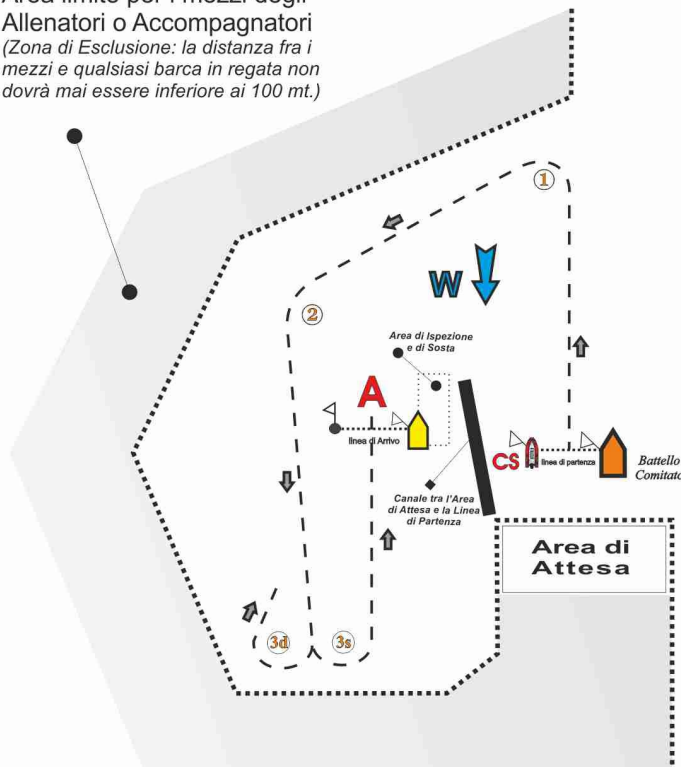 Area limite per i mezzi degli
Allenatori o Accompagnatori
(Zona di Esclusione: la distanza fra i
mezzi e qualsiasi barca in regata non
dovrà mai essere inferiore ai 100 mt.)
1
W
2
Area di Ispezione
e di Sosta
A
linea di Arrivo
CS
linea di partenza
Battello
Comitato
Canale tra l'Area
di Attesa e la Linea
di Partenza
Area di
Attesa
3d
3s